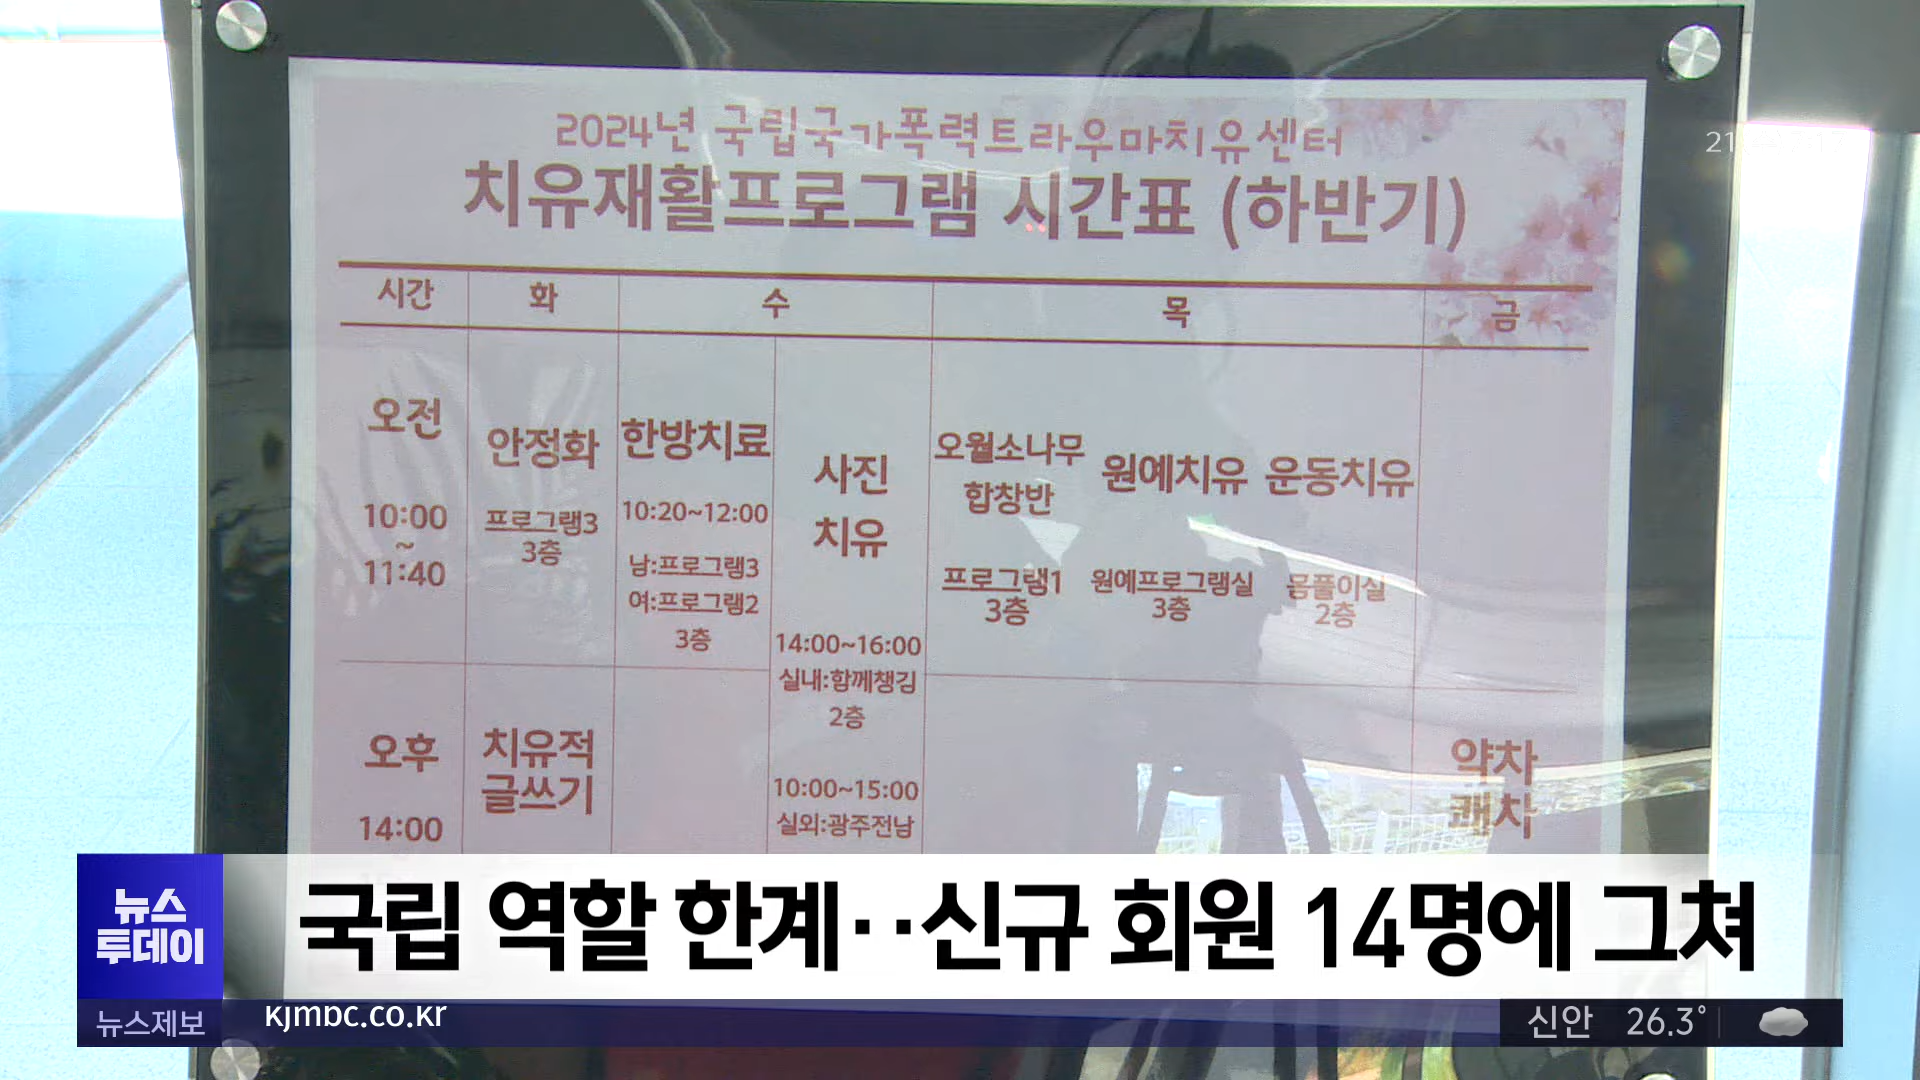 2024년 국립국가폭력트라우마치유센터
치유재활프로그램 시간표 (하반기)
시간 화 수 목 금
오전
10:00
~
11:40
안정화
프로그램3
3층
한방치료
10:20~12:00
남:프로그램3
여:프로그램2
3층
사진
치유
14:00~16:00
실내:함께챙김
2층
10:00~15:00
실외:광주전남
오월소나무
합창반
프로그램1
3층
원예치유
원예프로그램실
3층
운동치유
몸풀이실
2층
오후
14:00
치유적
글쓰기
약차
쾌차
뉴스
투데이
국립 역할 한계··신규 회원 14명에 그쳐
뉴스제보 kjmbc.co.kr
신안 26.3°